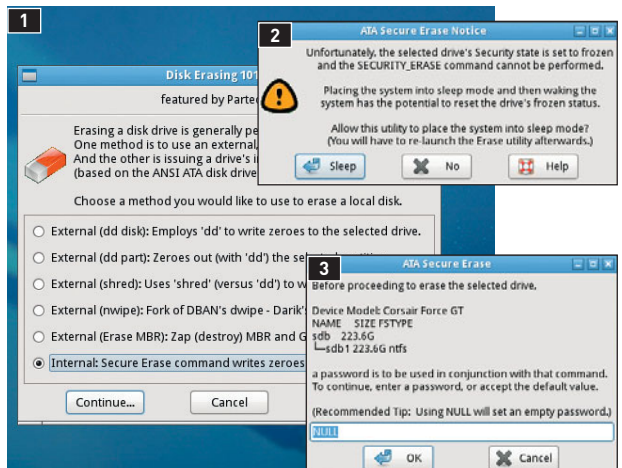 1
Disk Erasing 101
featured by Parted
Erasing a disk drive is generally pe
One method is to use an external,
And the other is issuing a drive's i
(based on the ANSI ATA disk drive
Choose a method you would like to use to erase a local disk.
External (dd disk): Employs 'dd' to write zeroes to the selected drive.
External (dd part): Zeroes out (with 'dd') the
External (shred): Uses 'shred' (versus 'dd') to w
External (nwipe): Fork of DBAN's dwipe - Darik'
External (Erase MBR): Zap (destroy) MBR and G
Internal: Secure Erase command writes zeroes
Continue...
Cancel
2
ATA Secure Erase Notice
Unfortunately, the selected drive's Security state is set to frozen
and the SECURITY_ERASE command cannot be performed.
Placing the system into sleep mode and then waking the
system has the potential to reset the drive's frozen status.
Allow this utility to place the system into sleep mode?
(You will have to re-launch the Erase utility afterwards.)
Sleep
No
Help
3
ATA Secure Erase
Before proceeding to erase the selected drive,
Device Model: Corsair Force GT
NAME SIZE FSTYPE
sdb 223.6G
└─sdb1 223.6G ntfs
a password is to be used in conjunction with that command.
To continue, enter a password, or accept the default value.
(Recommended Tip: Using NULL will set an empty password.)
NULL
OK
Cancel